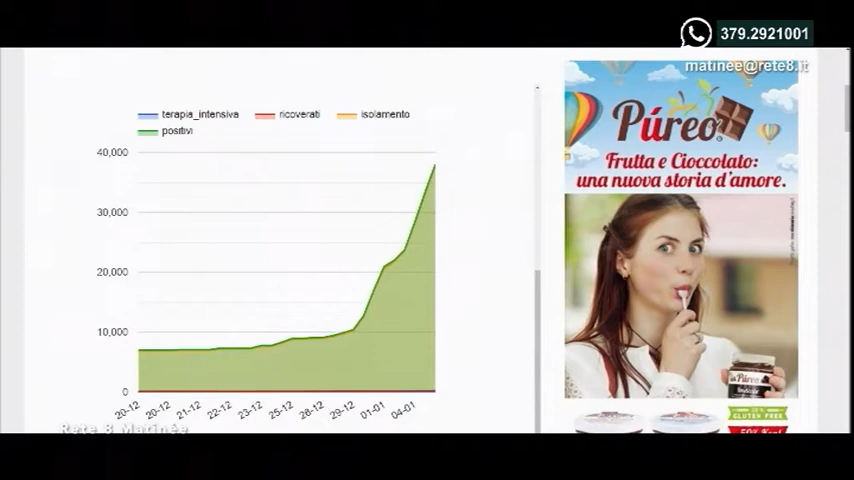 379.2921001
matinee@rete8.it
terapia_intensiva
ricoverati
isolamento
positivi
40,000
30,000
20,000
10,000
0
20-12
20-12
21-12
22-12
23-12
25-12
28-12
29-12
01-01
04-01
Púreo
Frutta e Cioccolato:
una nuova storia d'amore.
Púreo
GLUTEN FREE
Rete 8 Matinée